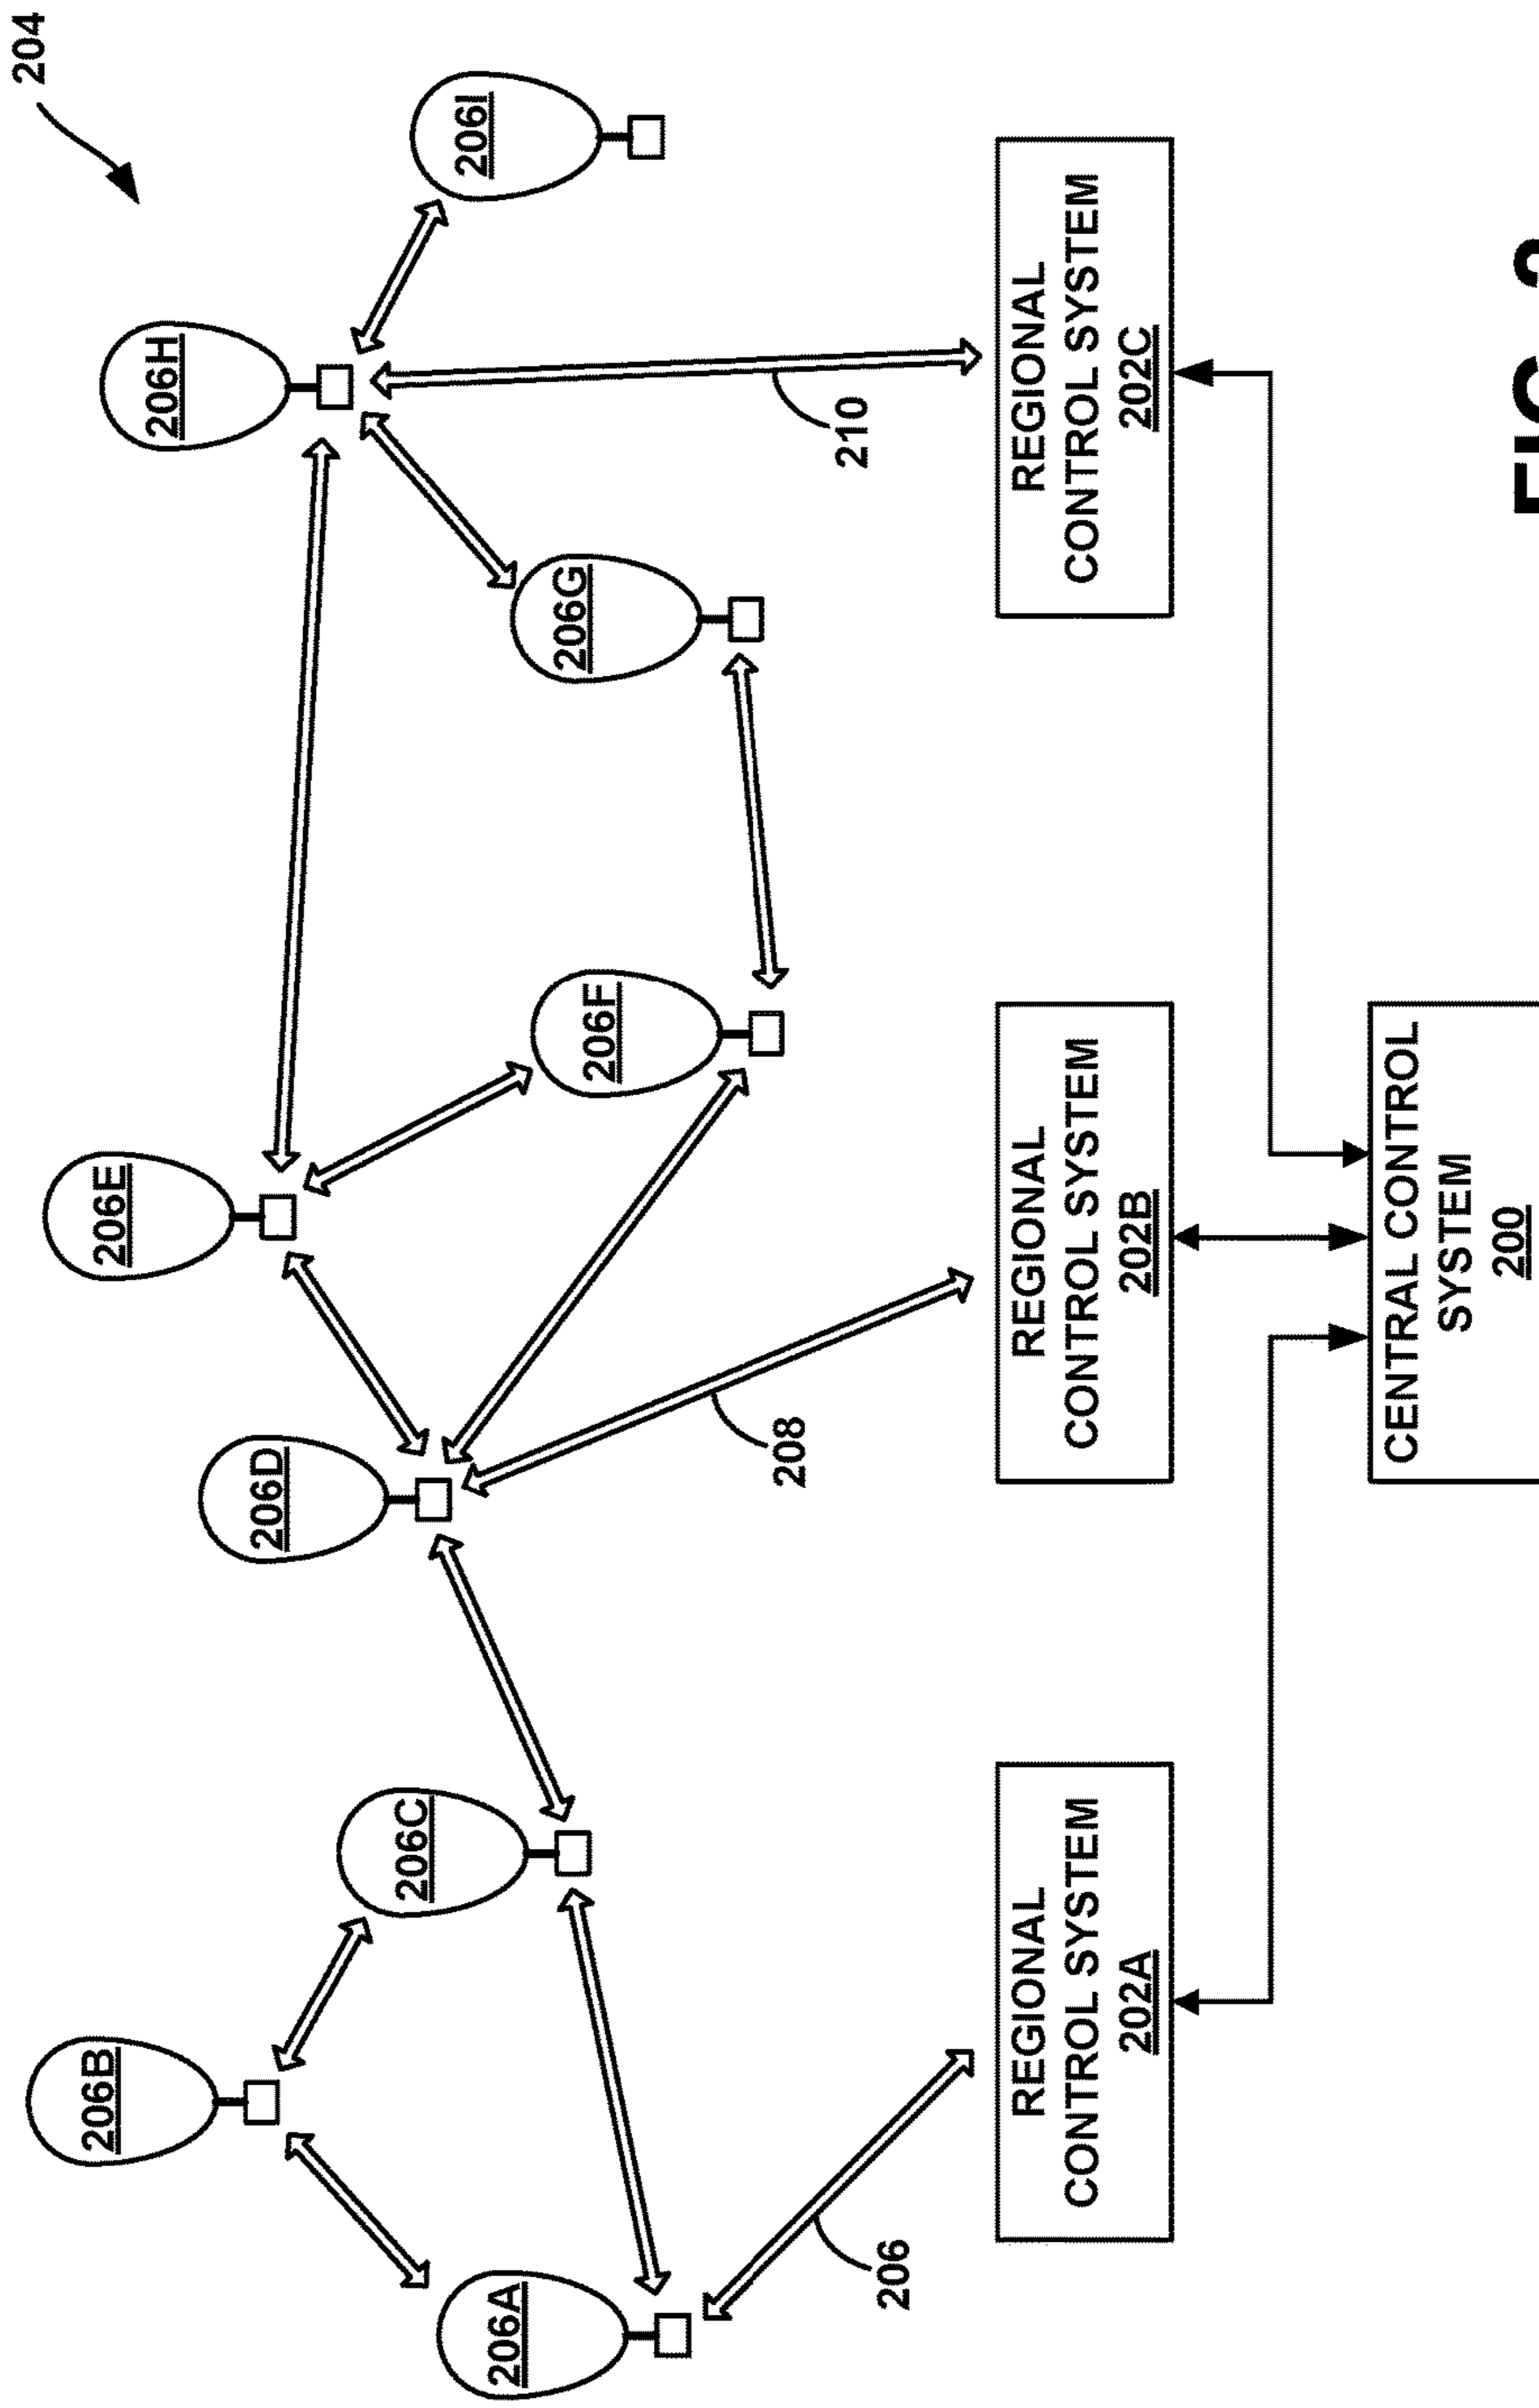 204
206B
206E
206H
206D
206C
206I
206A
206F
206G
206
208
210
REGIONAL
CONTROL SYSTEM
202A
REGIONAL
CONTROL SYSTEM
202B
REGIONAL
CONTROL SYSTEM
202C
CENTRAL CONTROL
SYSTEM
200